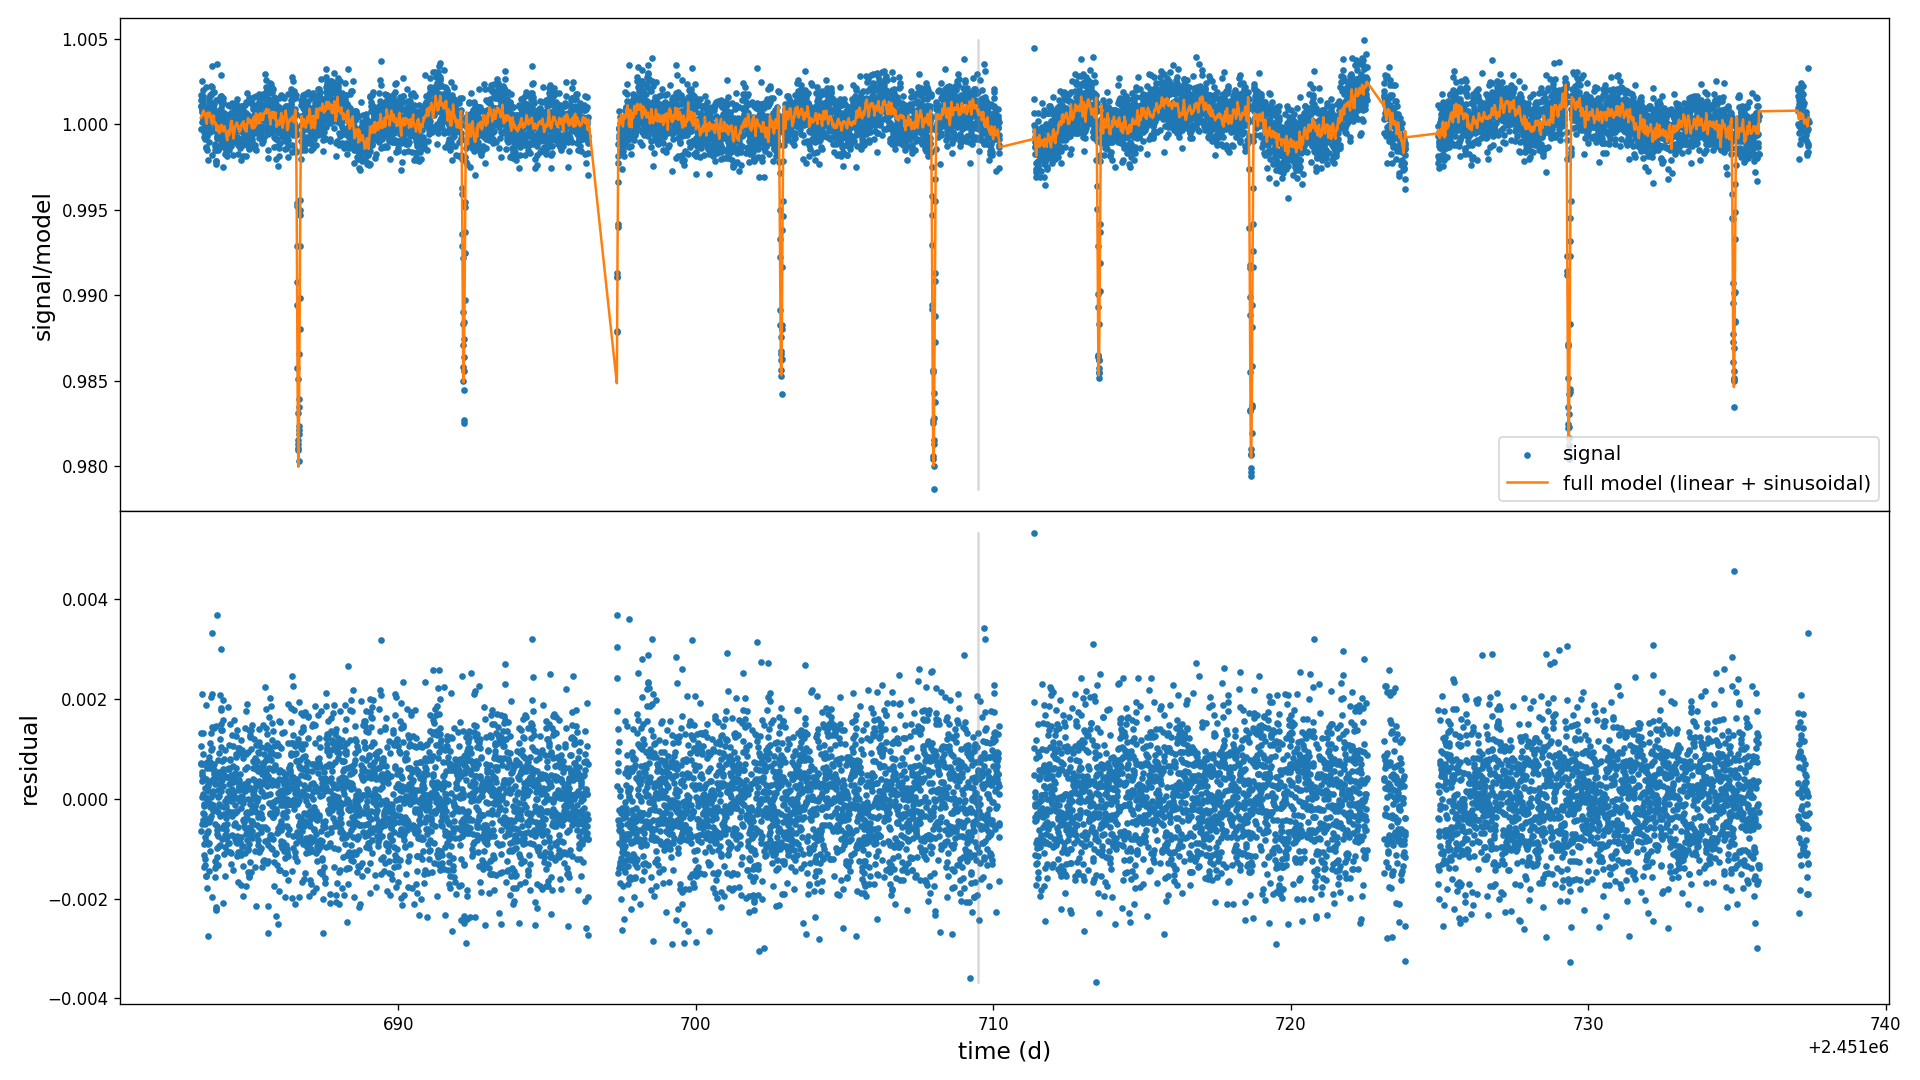 1.005
1.000
0.995
0.990
0.985
0.980
signal/model
signal
full model (linear + sinusoidal)
0.004
0.002
0.000
−0.002
−0.004
residual
690
700
710
720
730
740
time (d)
+2.451e6